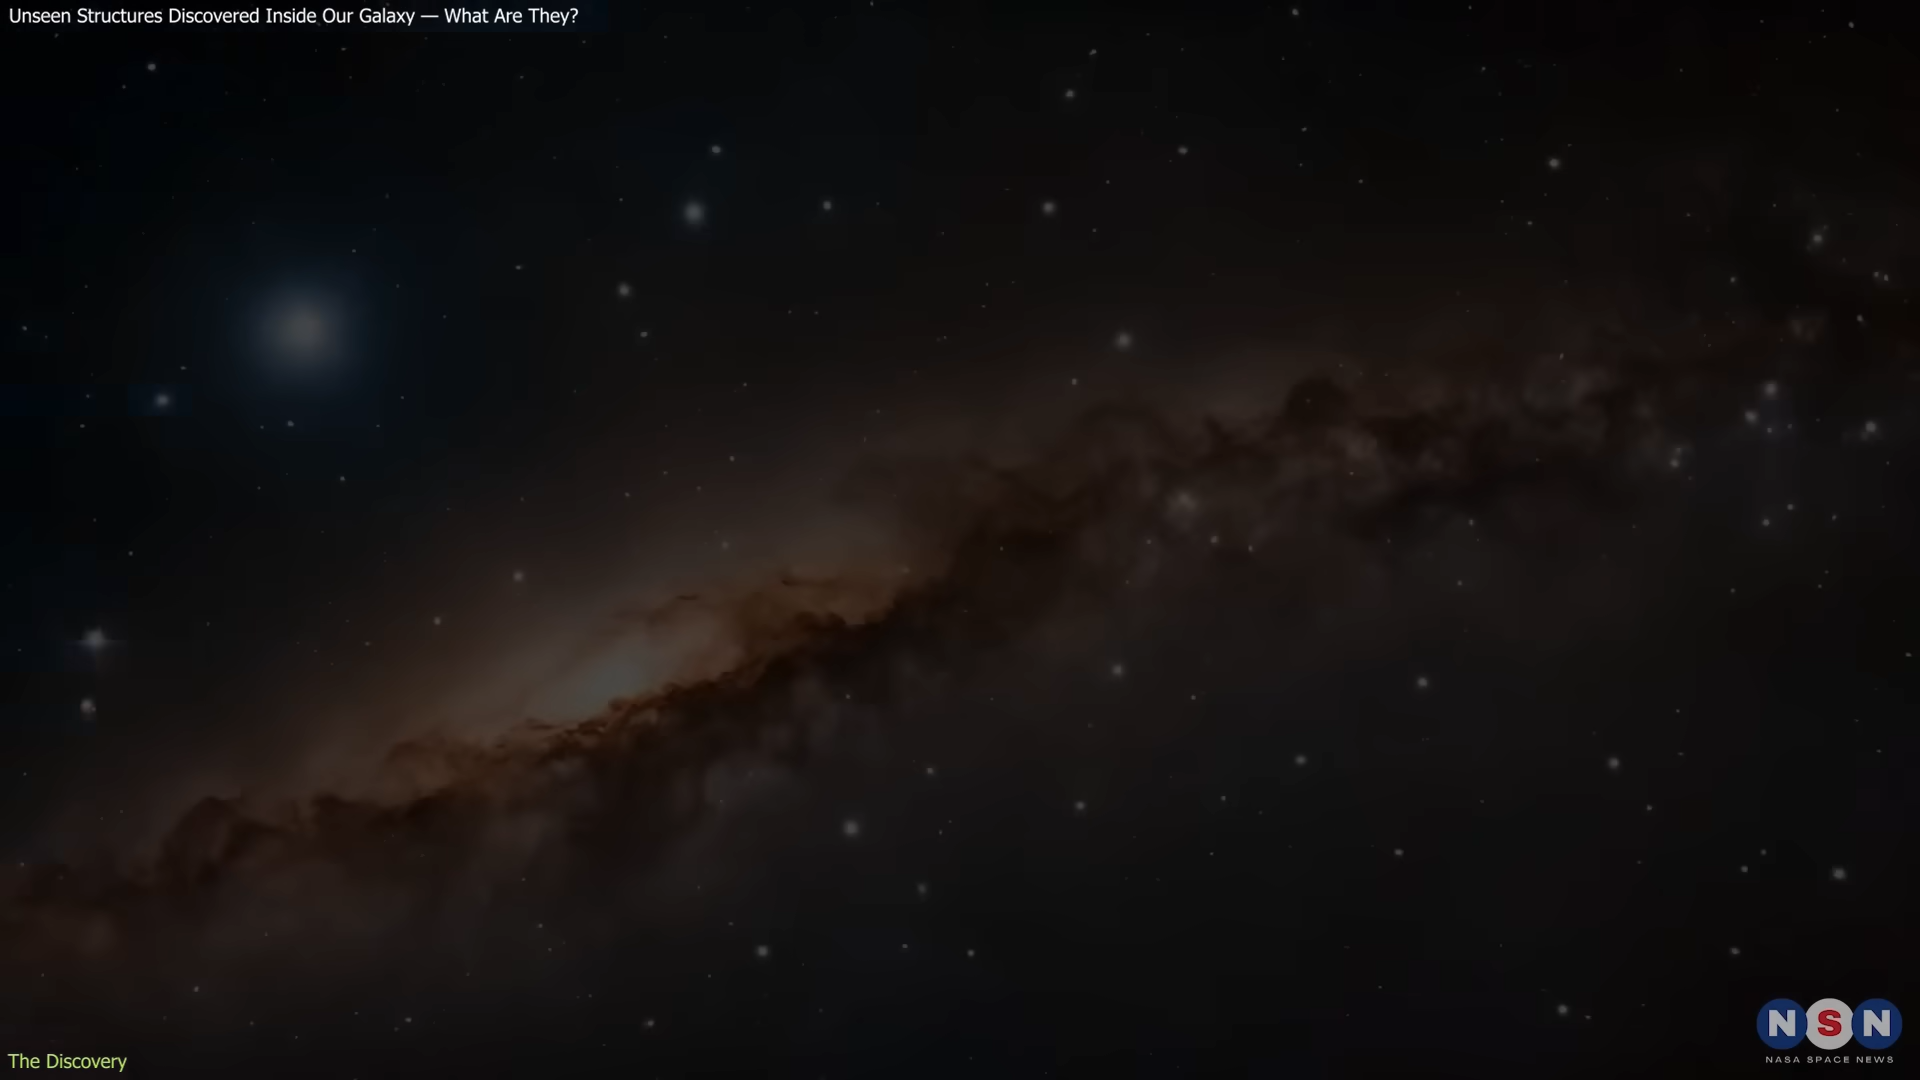 Unseen Structures Discovered Inside Our Galaxy — What Are They?
The Discovery
NSN
NASA SPACE NEWS